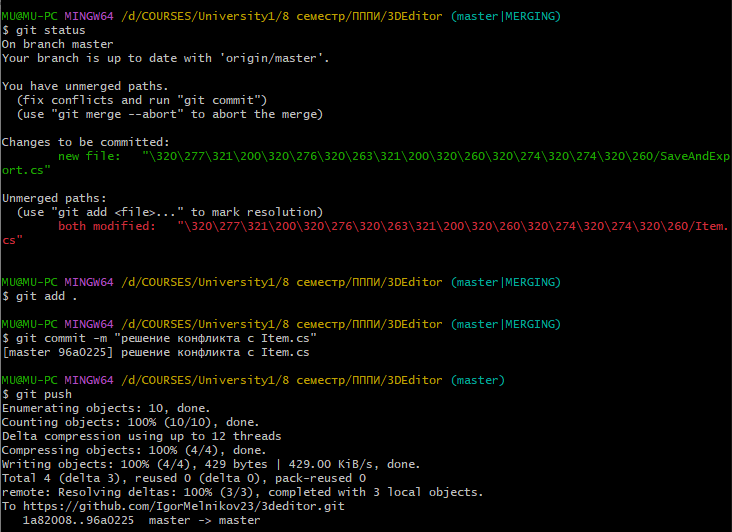 MU@MU-PC MINGW64 /d/COURSES/University1/8 семестр/ПППИ/3DEditor (master|MERGING)
$ git status
On branch master
Your branch is up to date with 'origin/master'.
You have unmerged paths.
  (fix conflicts and run "git commit")
  (use "git merge --abort" to abort the merge)
Changes to be committed:
        new file:   "\320\277\321\200\320\276\320\263\321\200\320\260\320\274\320\274\320\260/SaveAndExp
ort.cs"
Unmerged paths:
  (use "git add <file>..." to mark resolution)
        both modified:   "\320\277\321\200\320\276\320\263\321\200\320\260\320\274\320\274\320\260/Item.
cs"
MU@MU-PC MINGW64 /d/COURSES/University1/8 семестр/ПППИ/3DEditor (master|MERGING)
$ git add .
MU@MU-PC MINGW64 /d/COURSES/University1/8 семестр/ПППИ/3DEditor (master|MERGING)
$ git commit -m "решение конфликта с Item.cs"
[master 96a0225] решение конфликта с Item.cs
MU@MU-PC MINGW64 /d/COURSES/University1/8 семестр/ПППИ/3DEditor (master)
$ git push
Enumerating objects: 10, done.
Counting objects: 100% (10/10), done.
Delta compression using up to 12 threads
Compressing objects: 100% (4/4), done.
Writing objects: 100% (4/4), 429 bytes | 429.00 KiB/s, done.
Total 4 (delta 3), reused 0 (delta 0), pack-reused 0
remote: Resolving deltas: 100% (3/3), completed with 3 local objects.
To https://github.com/IgorMelnikov23/3deditor.git
   1a82008..96a0225  master -> master